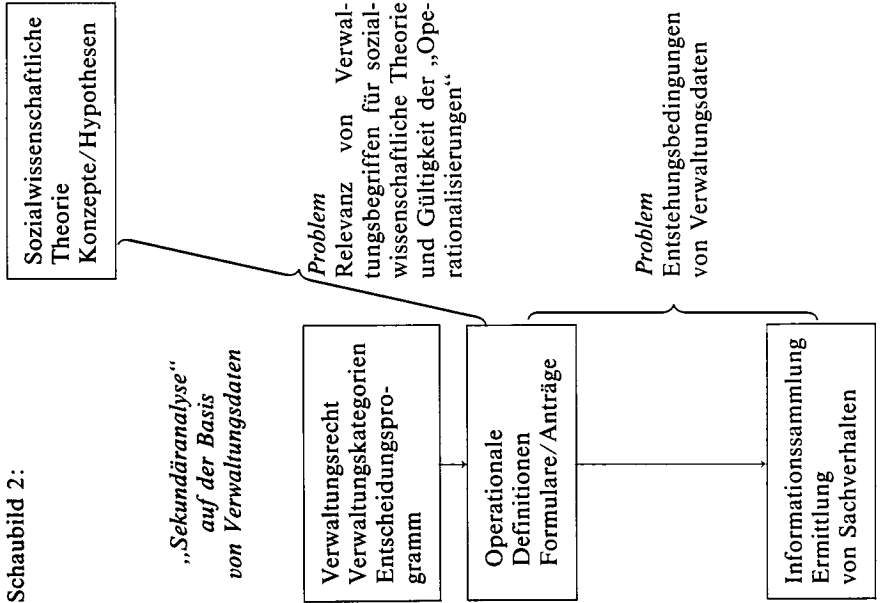 Schaubild 2:
„Sekundäranalyse“
auf der Basis
von Verwaltungsdaten
Sozialwissenschaftliche
Theorie
Konzepte/Hypothesen
Verwaltungsrecht
Verwaltungskategorien
Entscheidungspro-
gramm
Problem
Relevanz von Verwal-
tungsbegriffen für sozial-
wissenschaftliche Theorie
und Gültigkeit der „Ope-
rationalisierungen“
Operationale
Definitionen
Formulare/Anträge
Problem
Entstehungsbedingungen
von Verwaltungsdaten
Informationssammlung
Ermittlung
von Sachverhalten